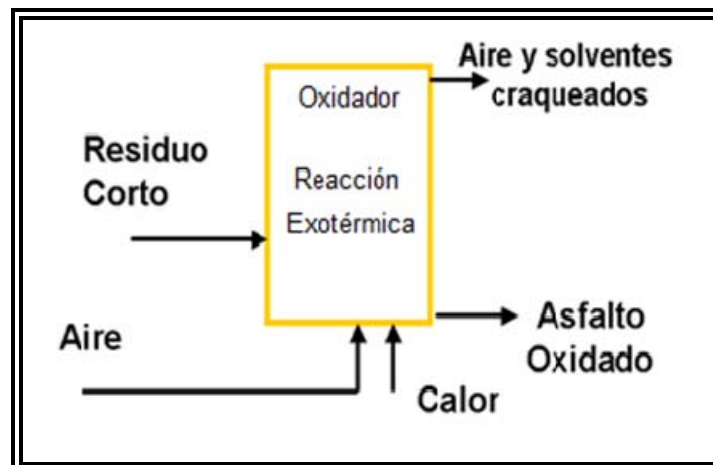 Aire y solventes
craqueados
Oxidador
Residuo
Corto
Reacción
Exotérmica
Aire
Asfalto
Oxidado
Calor